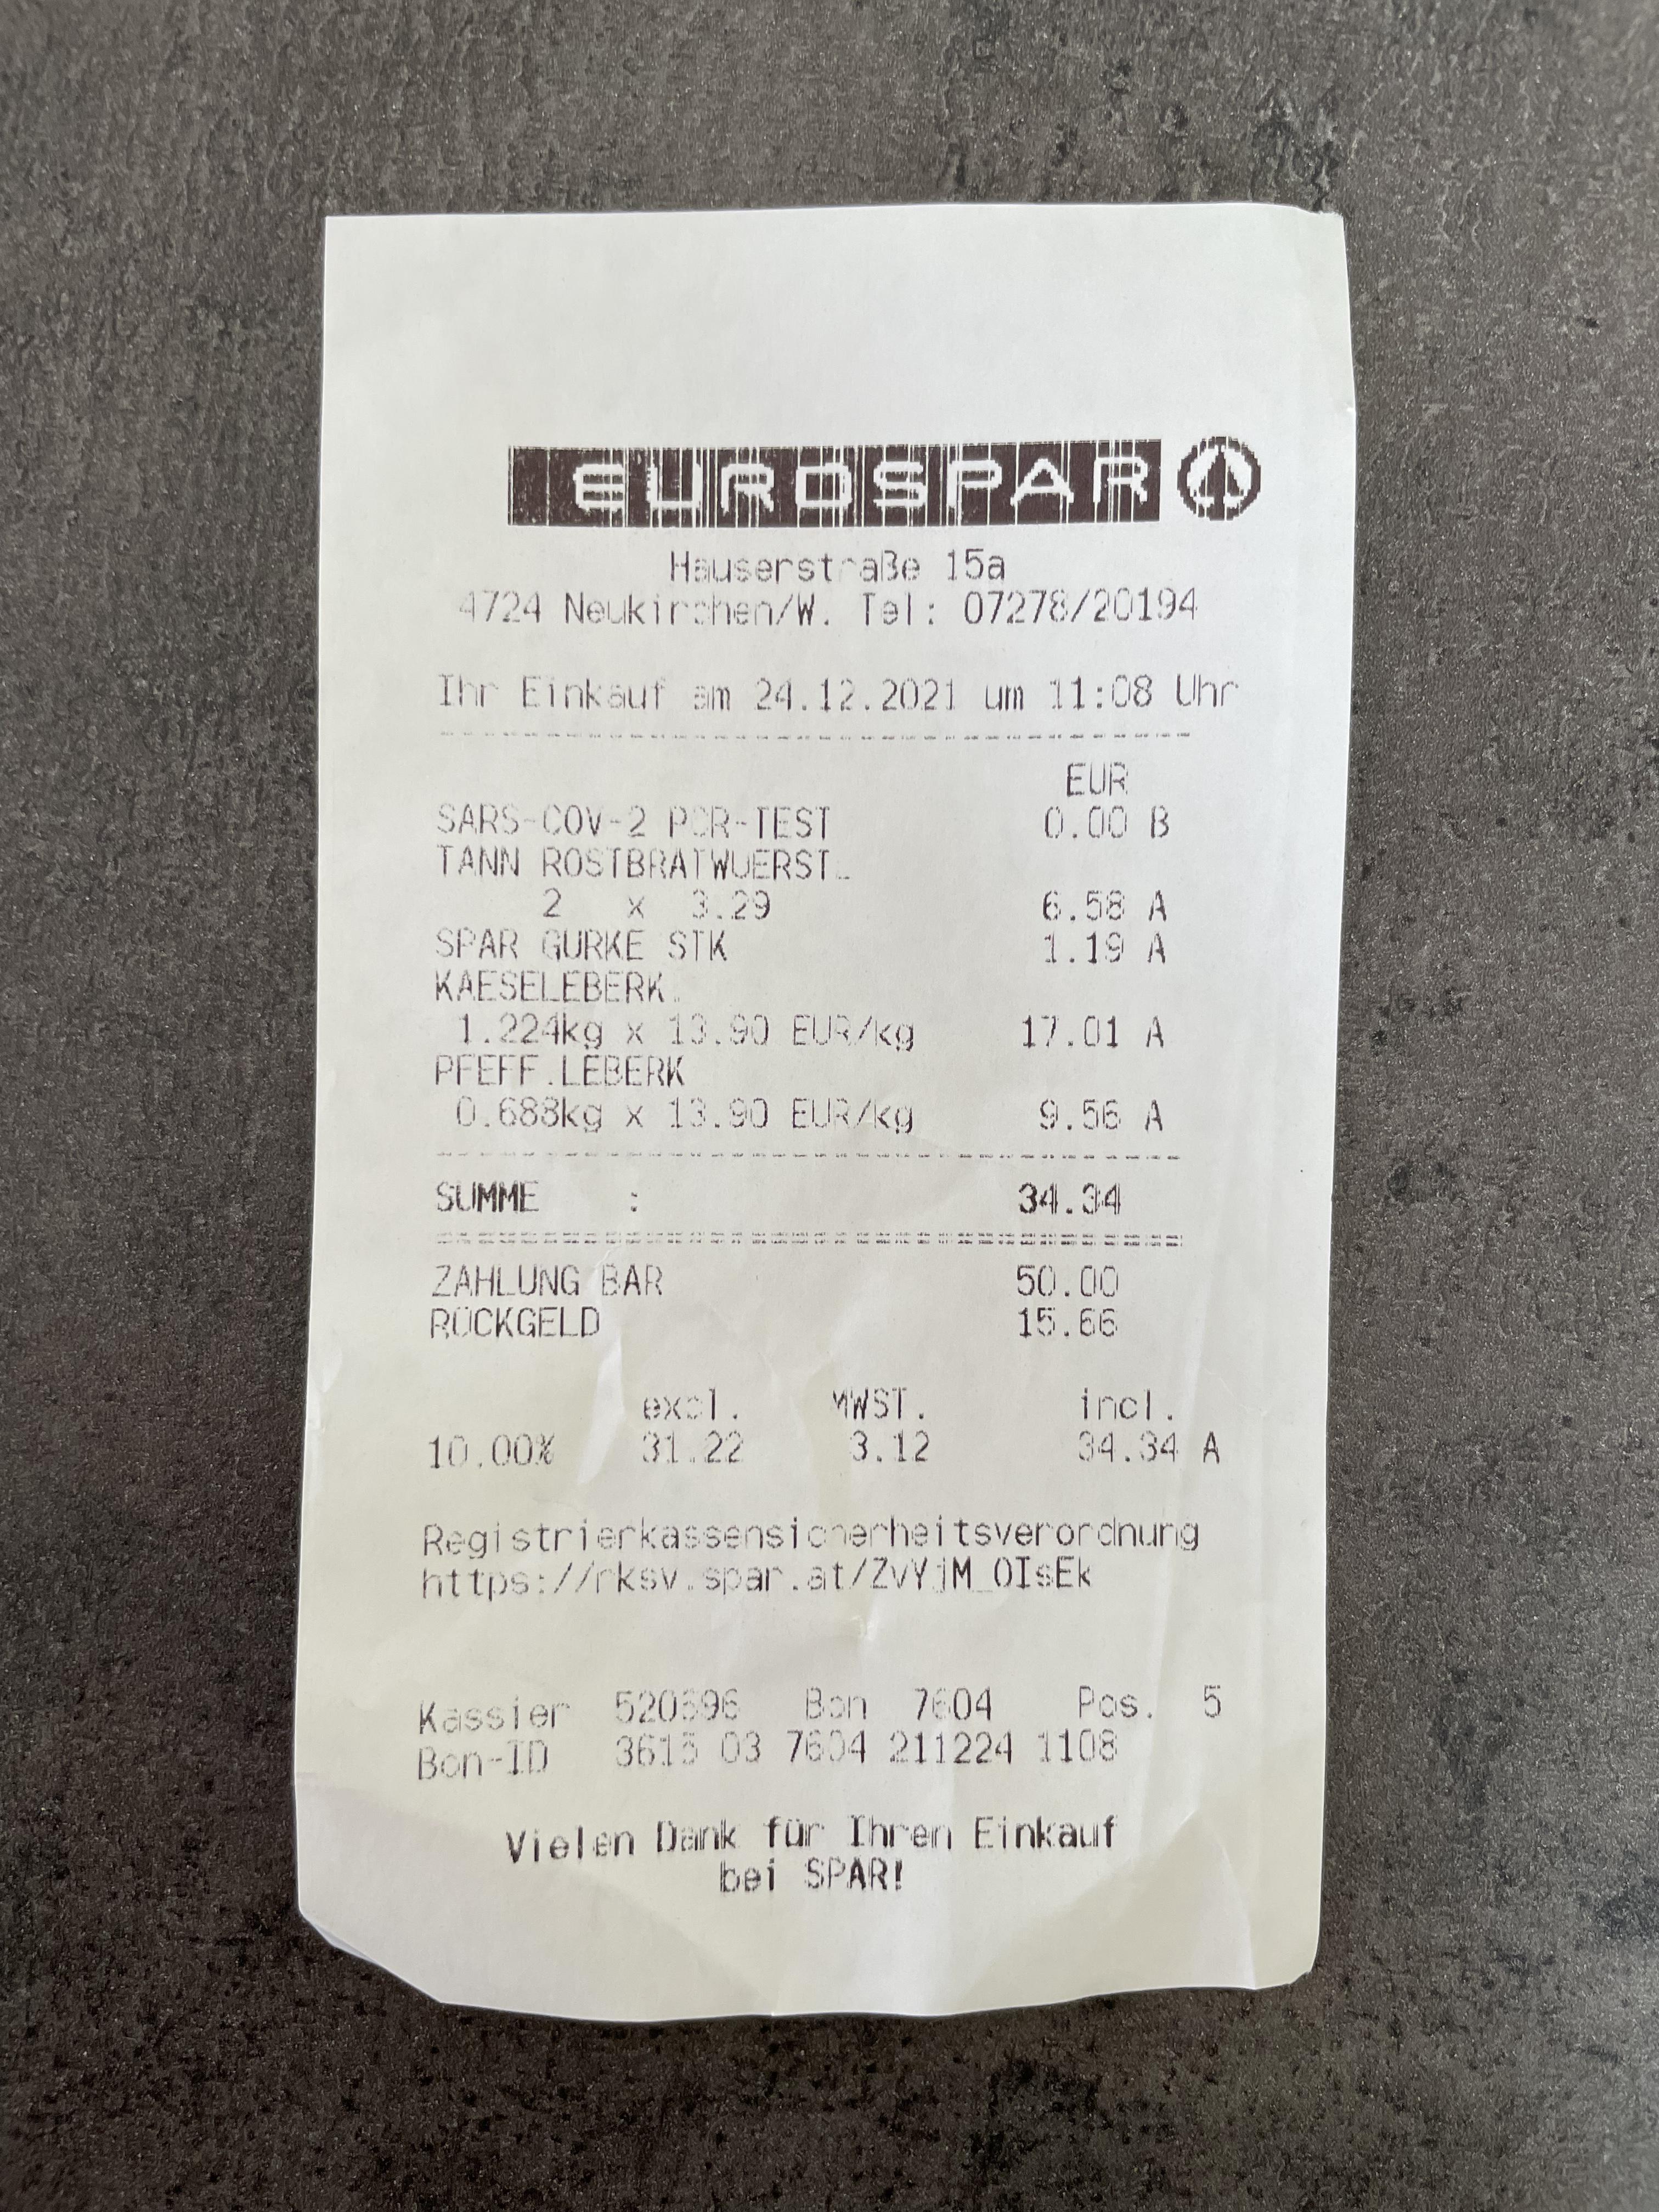 EUROSPAR
Hauserstraße 15a
4724 Neukirchen/W. Tel: 07278/20194
Ihr Einkauf am 24.12.2021 um 11:08 Uhr
EUR
SARS-COV-2 PCR-TEST 0.00 B
TANN ROSTBRATWUERST.
2 x 3.29 6.58 A
SPAR GURKE STK 1.19 A
KAESELEBERK.
1.224kg x 13.90 EUR/kg 17.01 A
PFEFF.LEBERK
0.688kg x 13.90 EUR/kg 9.56 A
SUMME : 34.34
ZAHLUNG BAR 50.00
RÜCKGELD 15.66
excl. MWST. incl.
10.00% 31.22 3.12 34.34 A
Registrierkassensicherheitsverordnung
https://rksv.spar.at/ZvYjM_OIsEk
Kassier Bon 7604 Pos. 5
Bon-ID 03 7604 211224 1108
Vielen Dank für Ihren Einkauf
bei SPAR!